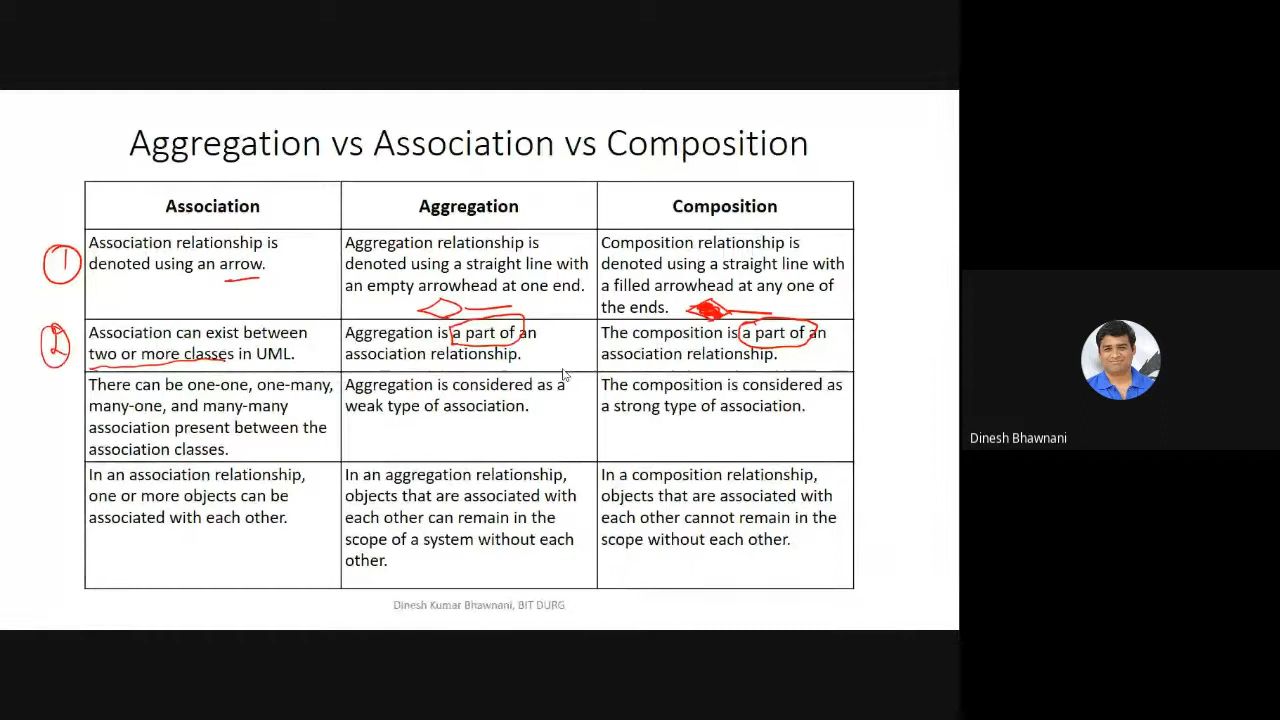 Aggregation vs Association vs Composition
Association
Aggregation
Composition
1
Association relationship is
denoted using an arrow.
Aggregation relationship is
denoted using a straight line with
an empty arrowhead at one end.
Composition relationship is
denoted using a straight line with
a filled arrowhead at any one of
the ends.
2
Association can exist between
two or more classes in UML.
Aggregation is a part of an
association relationship.
The composition is a part of an
association relationship.
There can be one-one, one-many,
many-one, and many-many
association present between the
association classes.
Aggregation is considered as a
weak type of association.
The composition is considered as
a strong type of association.
In an association relationship,
one or more objects can be
associated with each other.
In an aggregation relationship,
objects that are associated with
each other can remain in the
scope of a system without each
other.
In a composition relationship,
objects that are associated with
each other cannot remain in the
scope without each other.
Dinesh Kumar Bhawnani, BIT DURG
Dinesh Bhawnani